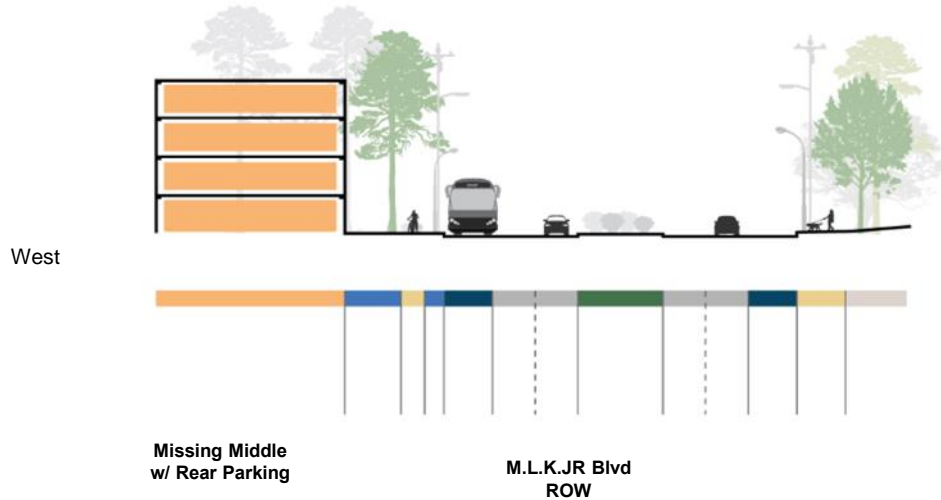 West
Missing Middle
w/ Rear Parking
M.L.K.JR Blvd
ROW